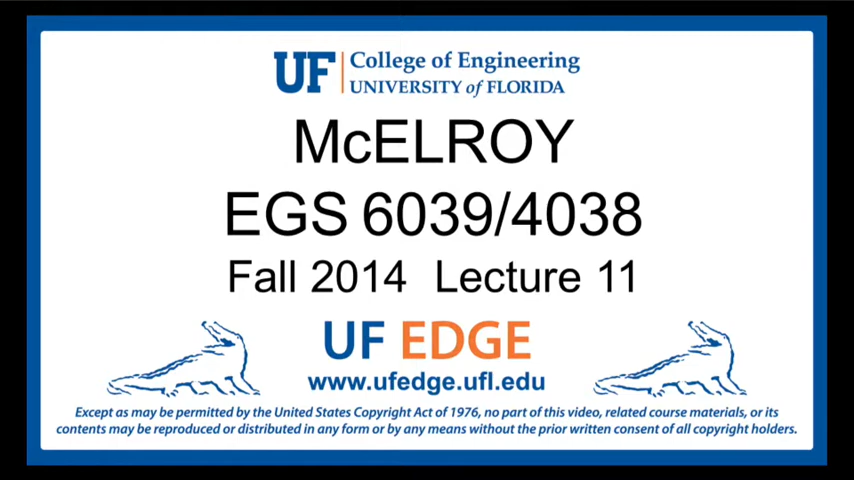 UF College of Engineering
UNIVERSITY of FLORIDA
McELROY
EGS 6039/4038
Fall 2014 Lecture 11
UF EDGE
www.ufedge.ufl.edu
Except as may be permitted by the United States Copyright Act of 1976, no part of this video, related course materials, or its
contents may be reproduced or distributed in any form or by any means without the prior written consent of all copyright holders.